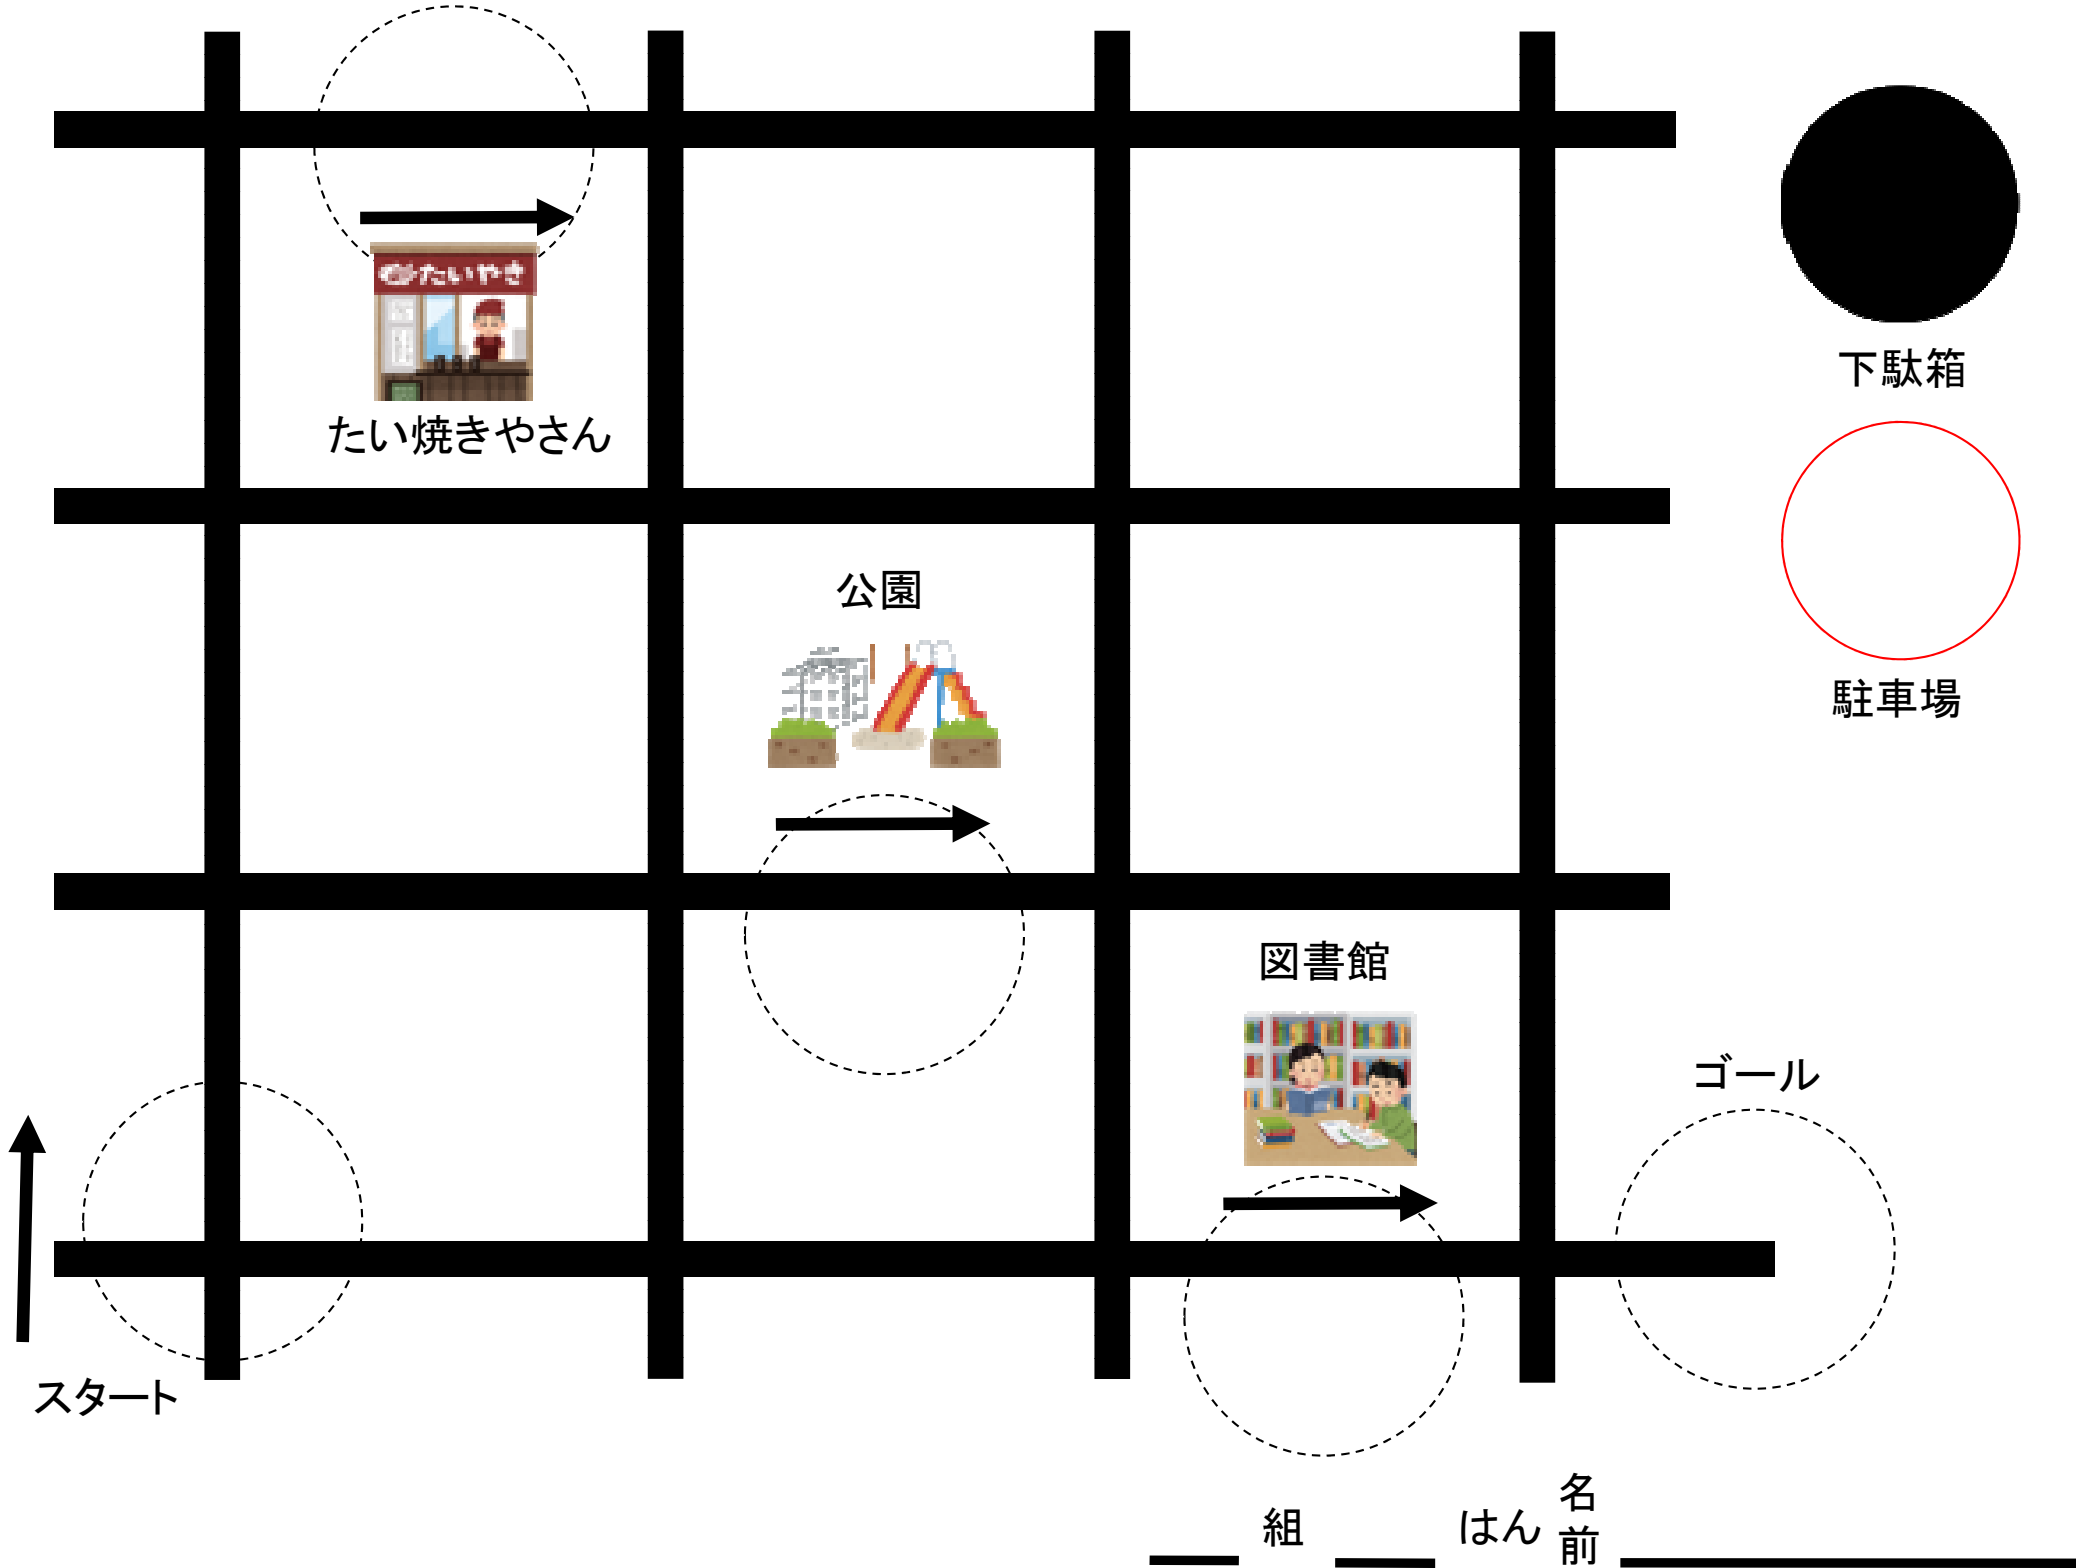 たいやき
たい焼きやさん
下駄箱
公園
駐車場
図書館
ゴール
スタート
組
はん
名前